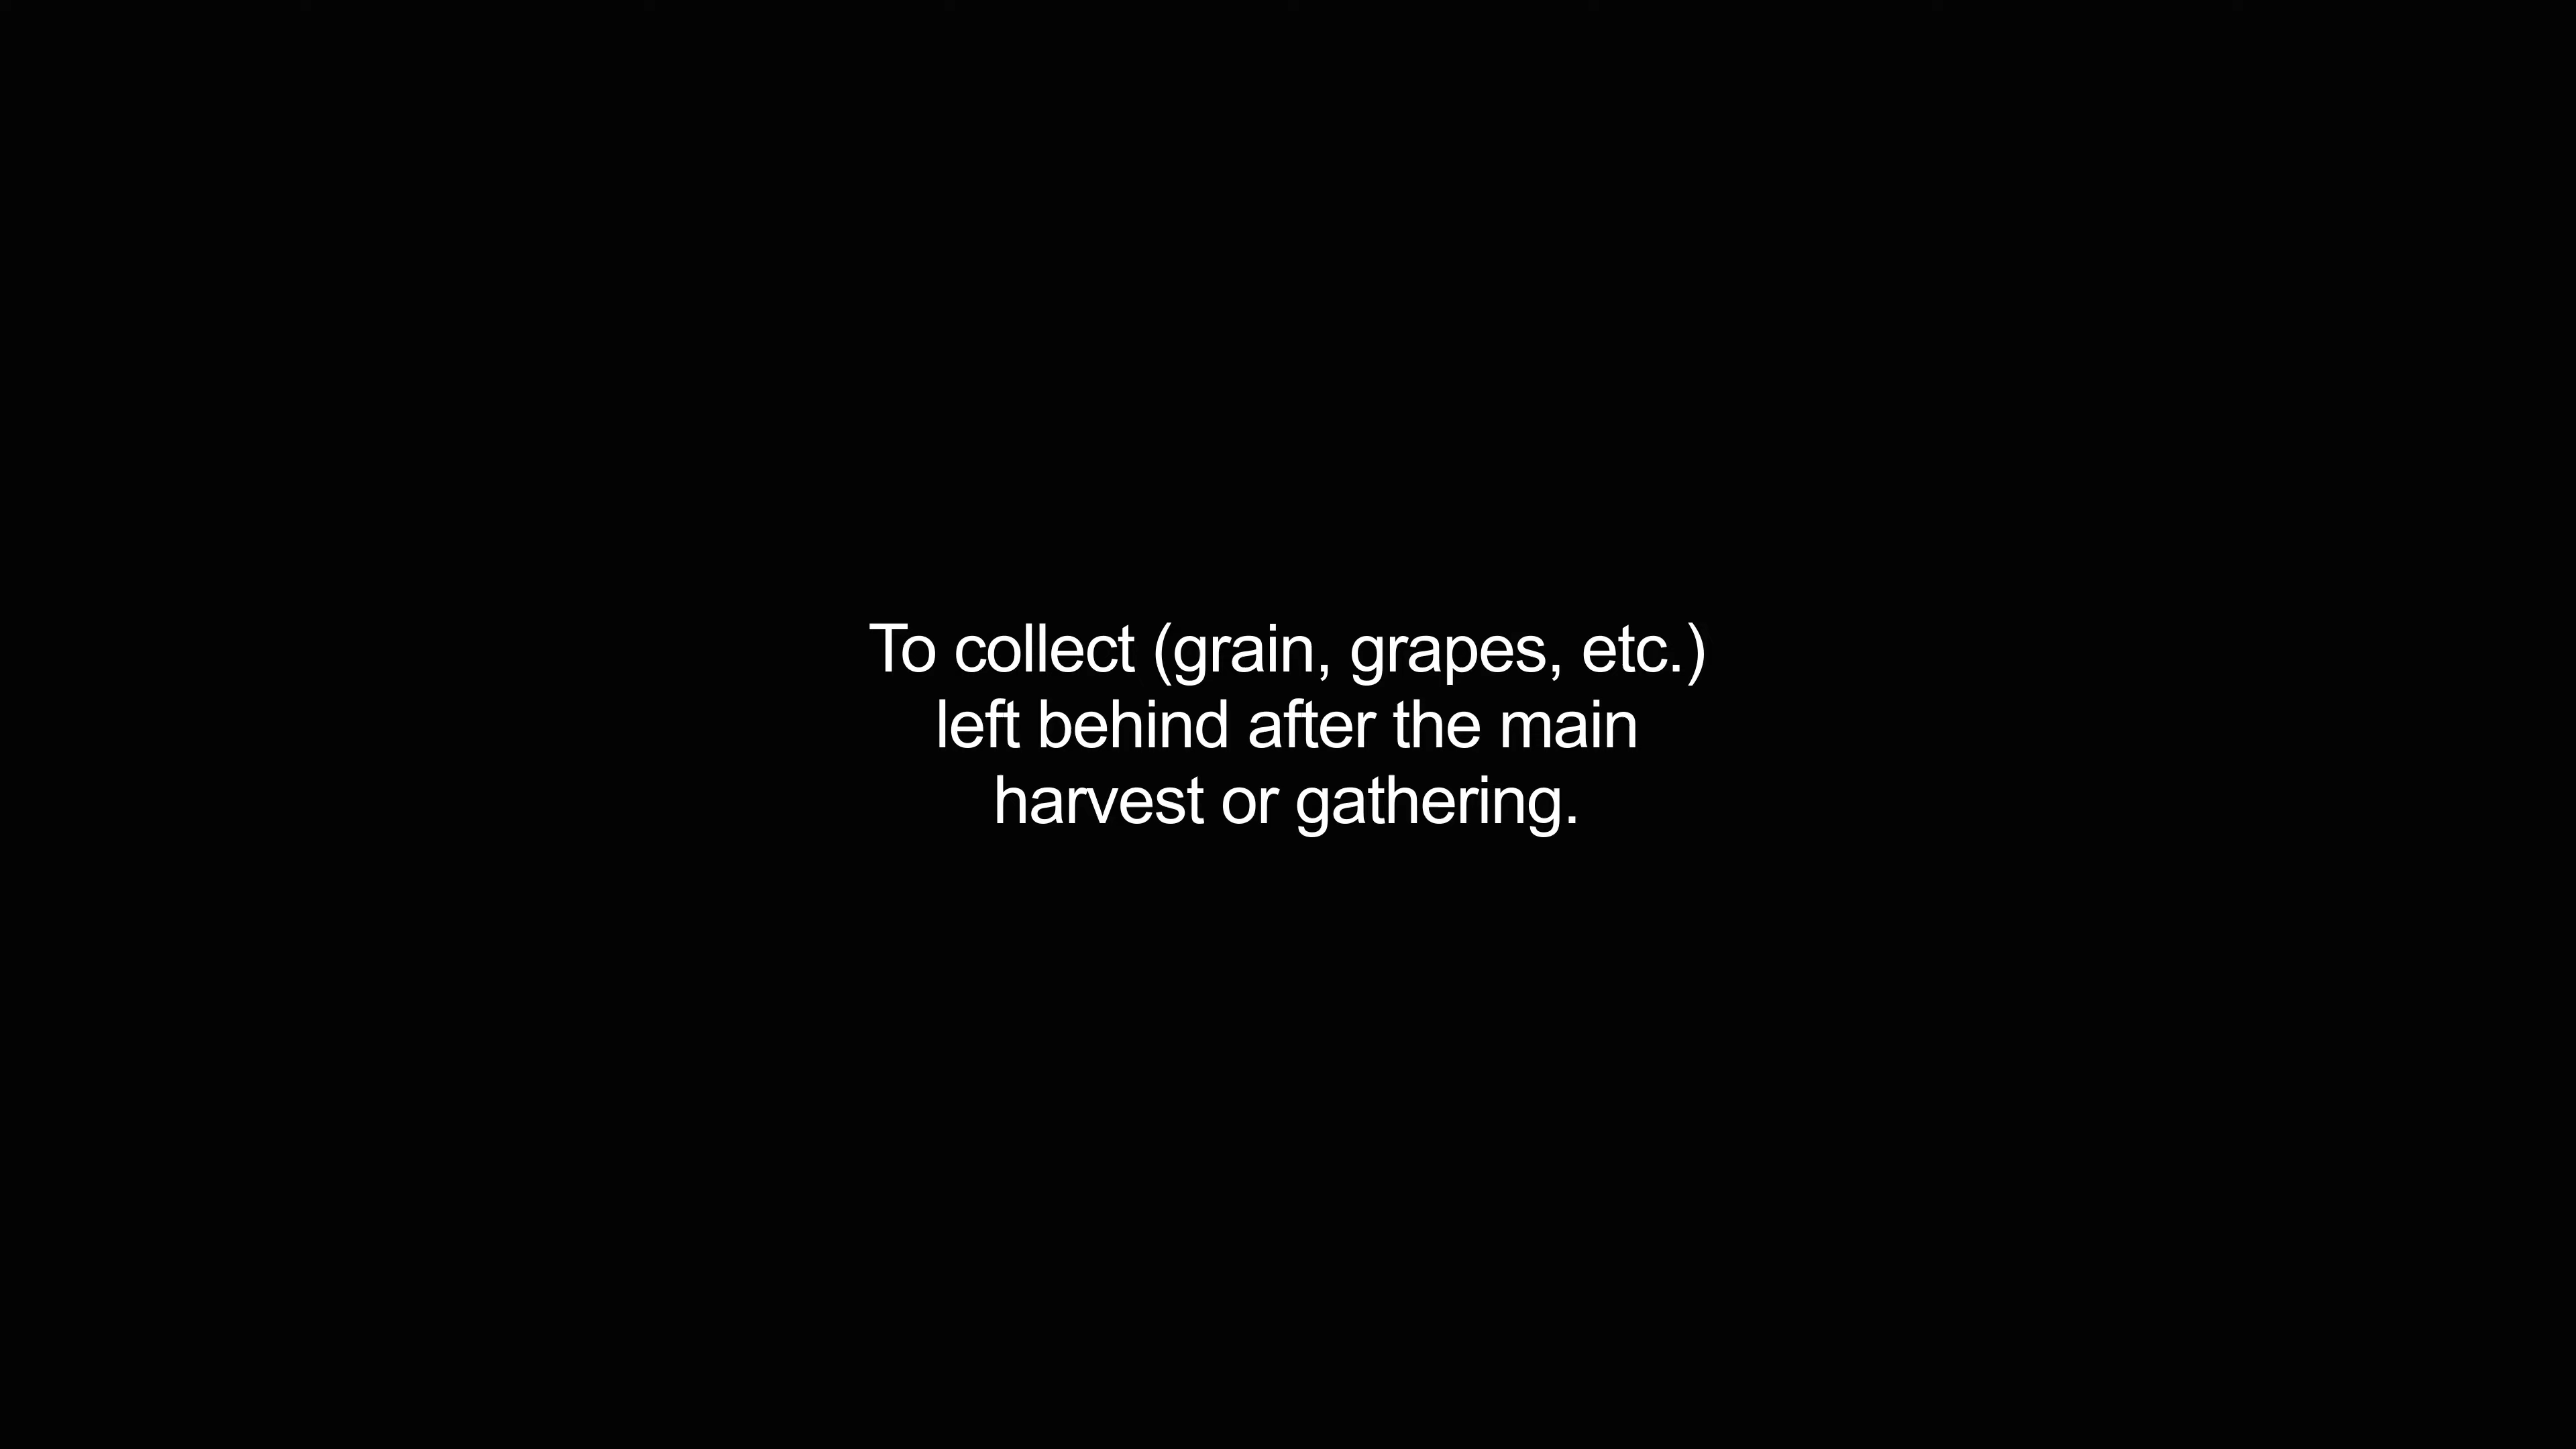 To collect (grain, grapes, etc.)
left behind after the main
harvest or gathering.